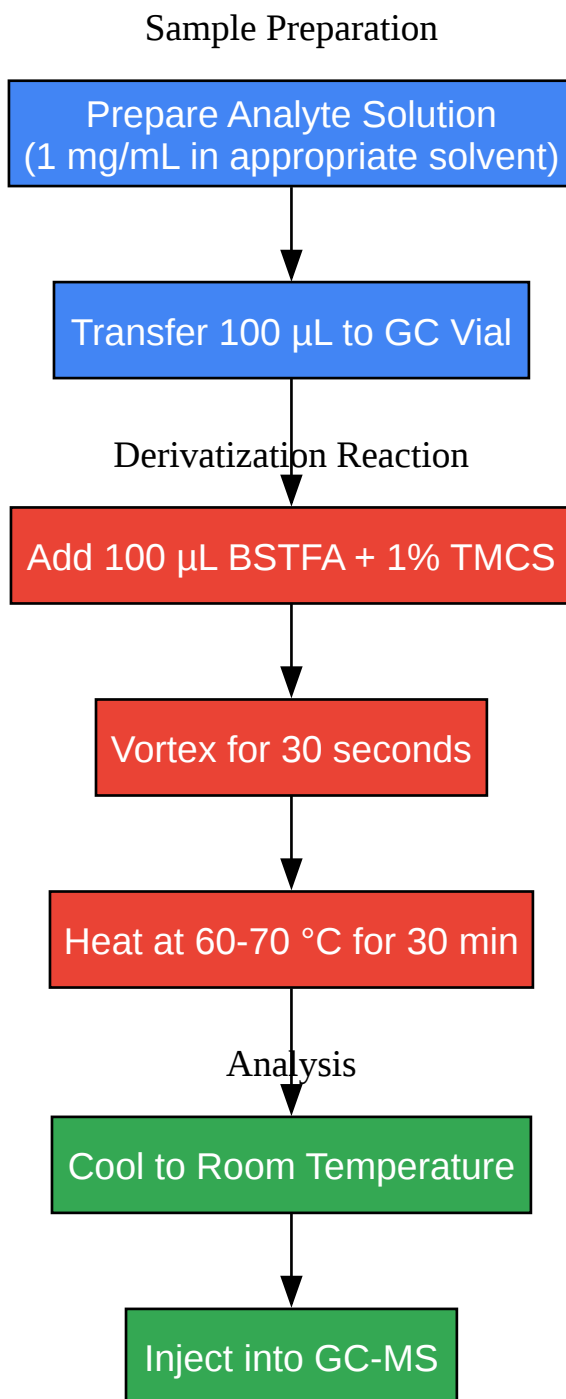 Sample Preparation
Prepare Analyte Solution
(1 mg/mL in appropriate solvent)
Transfer 100 µL to GC Vial
Derivatization Reaction
Add 100 µL BSTFA + 1% TMCS
Vortex for 30 seconds
Heat at 60-70 °C for 30 min
Analysis
Cool to Room Temperature
Inject into GC-MS